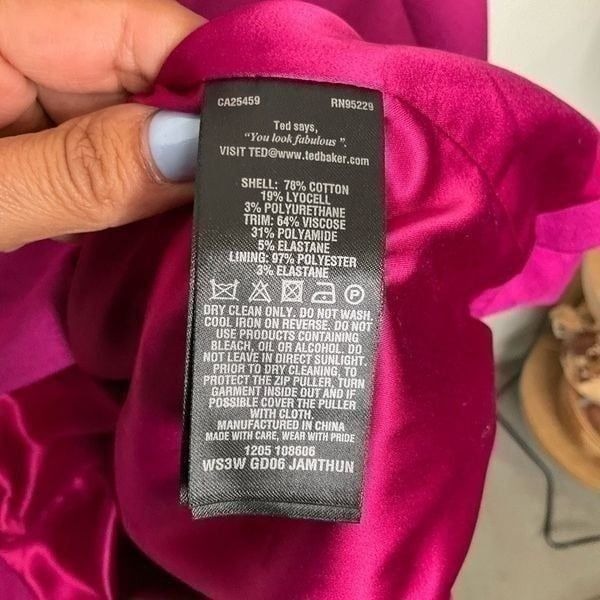 CA25459 RN95229
Ted says,
"You look fabulous".
VISIT TED@www.tedbaker.com
SHELL: 78% COTTON
19% LYOCELL
3% POLYURETHANE
TRIM: 64% VISCOSE
31% POLYAMIDE
5% ELASTANE
LINING: 97% POLYESTER
3% ELASTANE
P
DRY CLEAN ONLY. DO NOT WASH.
COOL IRON ON REVERSE. DO NOT
USE PRODUCTS CONTAINING
BLEACH, OIL OR ALCOHOL. DO
NOT LEAVE IN DIRECT SUNLIGHT.
PRIOR TO DRY CLEANING, TO
PROTECT THE ZIP PULLER, TURN
GARMENT INSIDE OUT AND IF
POSSIBLE COVER THE PULLER
WITH CLOTH.
MANUFACTURED IN CHINA
MADE WITH CARE, WEAR WITH PRIDE
1205 108606
WS3W GD06 JAMTHUN